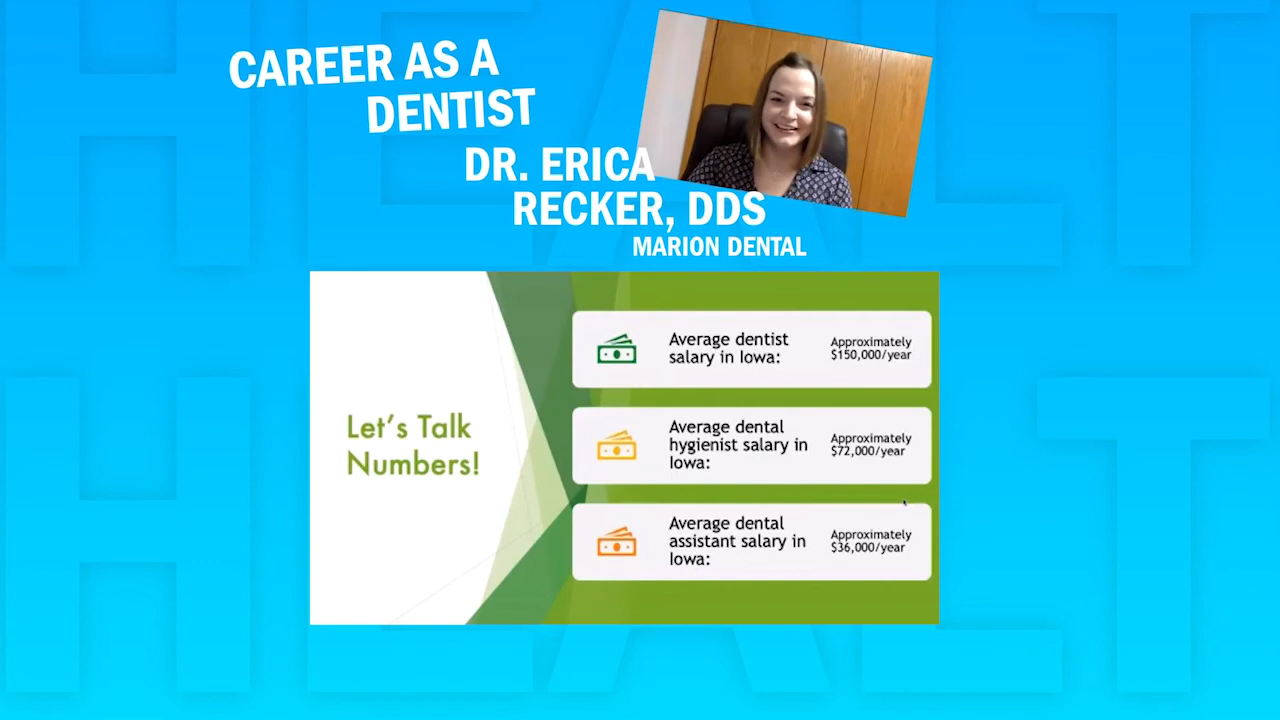 HEALT
CAREER AS A
DENTIST
DR. ERICA
RECKER, DDS
MARION DENTAL
Let's Talk
Numbers!
Average dentist
salary in Iowa:
Approximately
$150,000/year
Average dental
hygienist salary in
Iowa:
Approximately
$72,000/year
Average dental
assistant salary in
Iowa:
Approximately
$36,000/year
HEALT